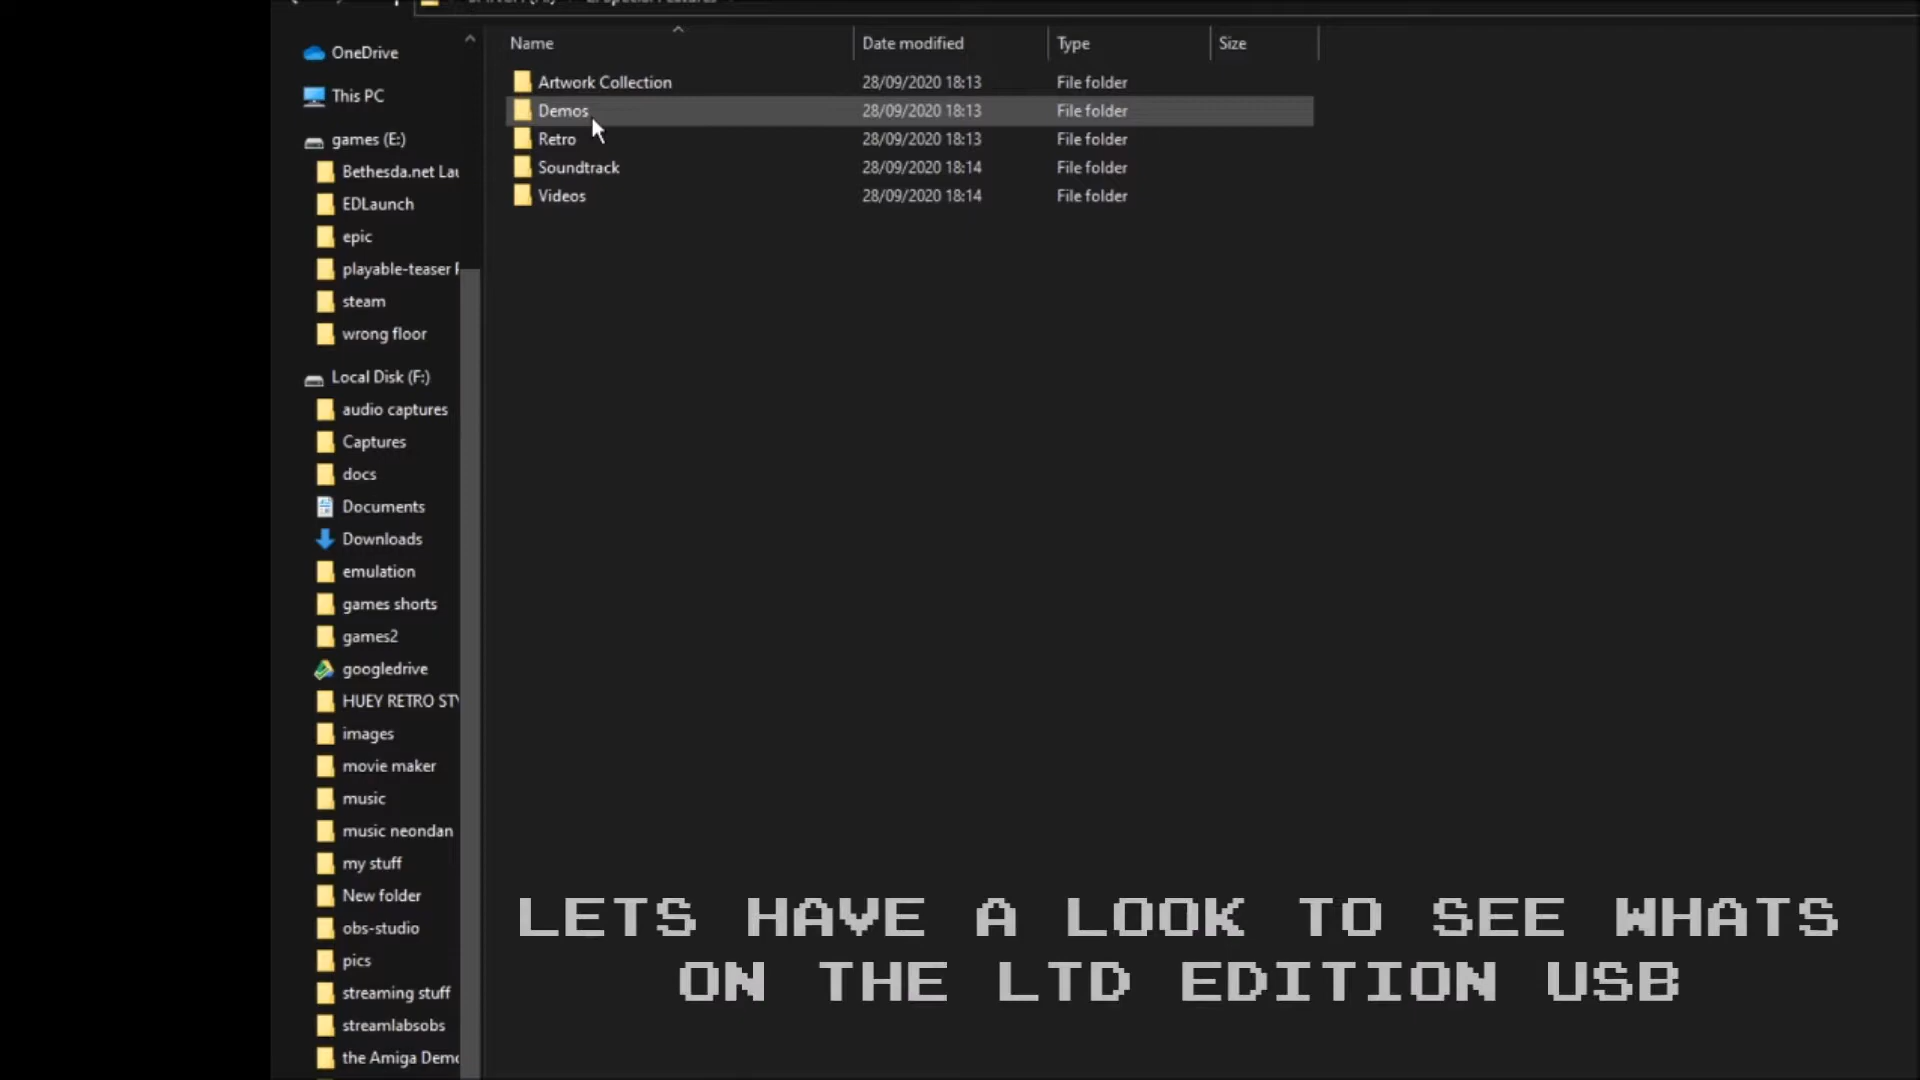 OneDrive
This PC
games (E:)
Bethesda.net Lau
EDLaunch
epic
playable-teaser
steam
wrong floor
Local Disk (F:)
audio captures
Captures
docs
Documents
Downloads
emulation
games shorts
games2
googledrive
HUEY RETRO STY
images
movie maker
music
music neondan
my stuff
New folder
obs-studio
pics
streaming stuff
streamlabsobs
the Amiga Demo
Name Date modified Type Size
Artwork Collection 28/09/2020 18:13 File folder
Demos 28/09/2020 18:13 File folder
Retro 28/09/2020 18:13 File folder
Soundtrack 28/09/2020 18:14 File folder
Videos 28/09/2020 18:14 File folder
LETS HAVE A LOOK TO SEE WHATS
ON THE LTD EDITION USB